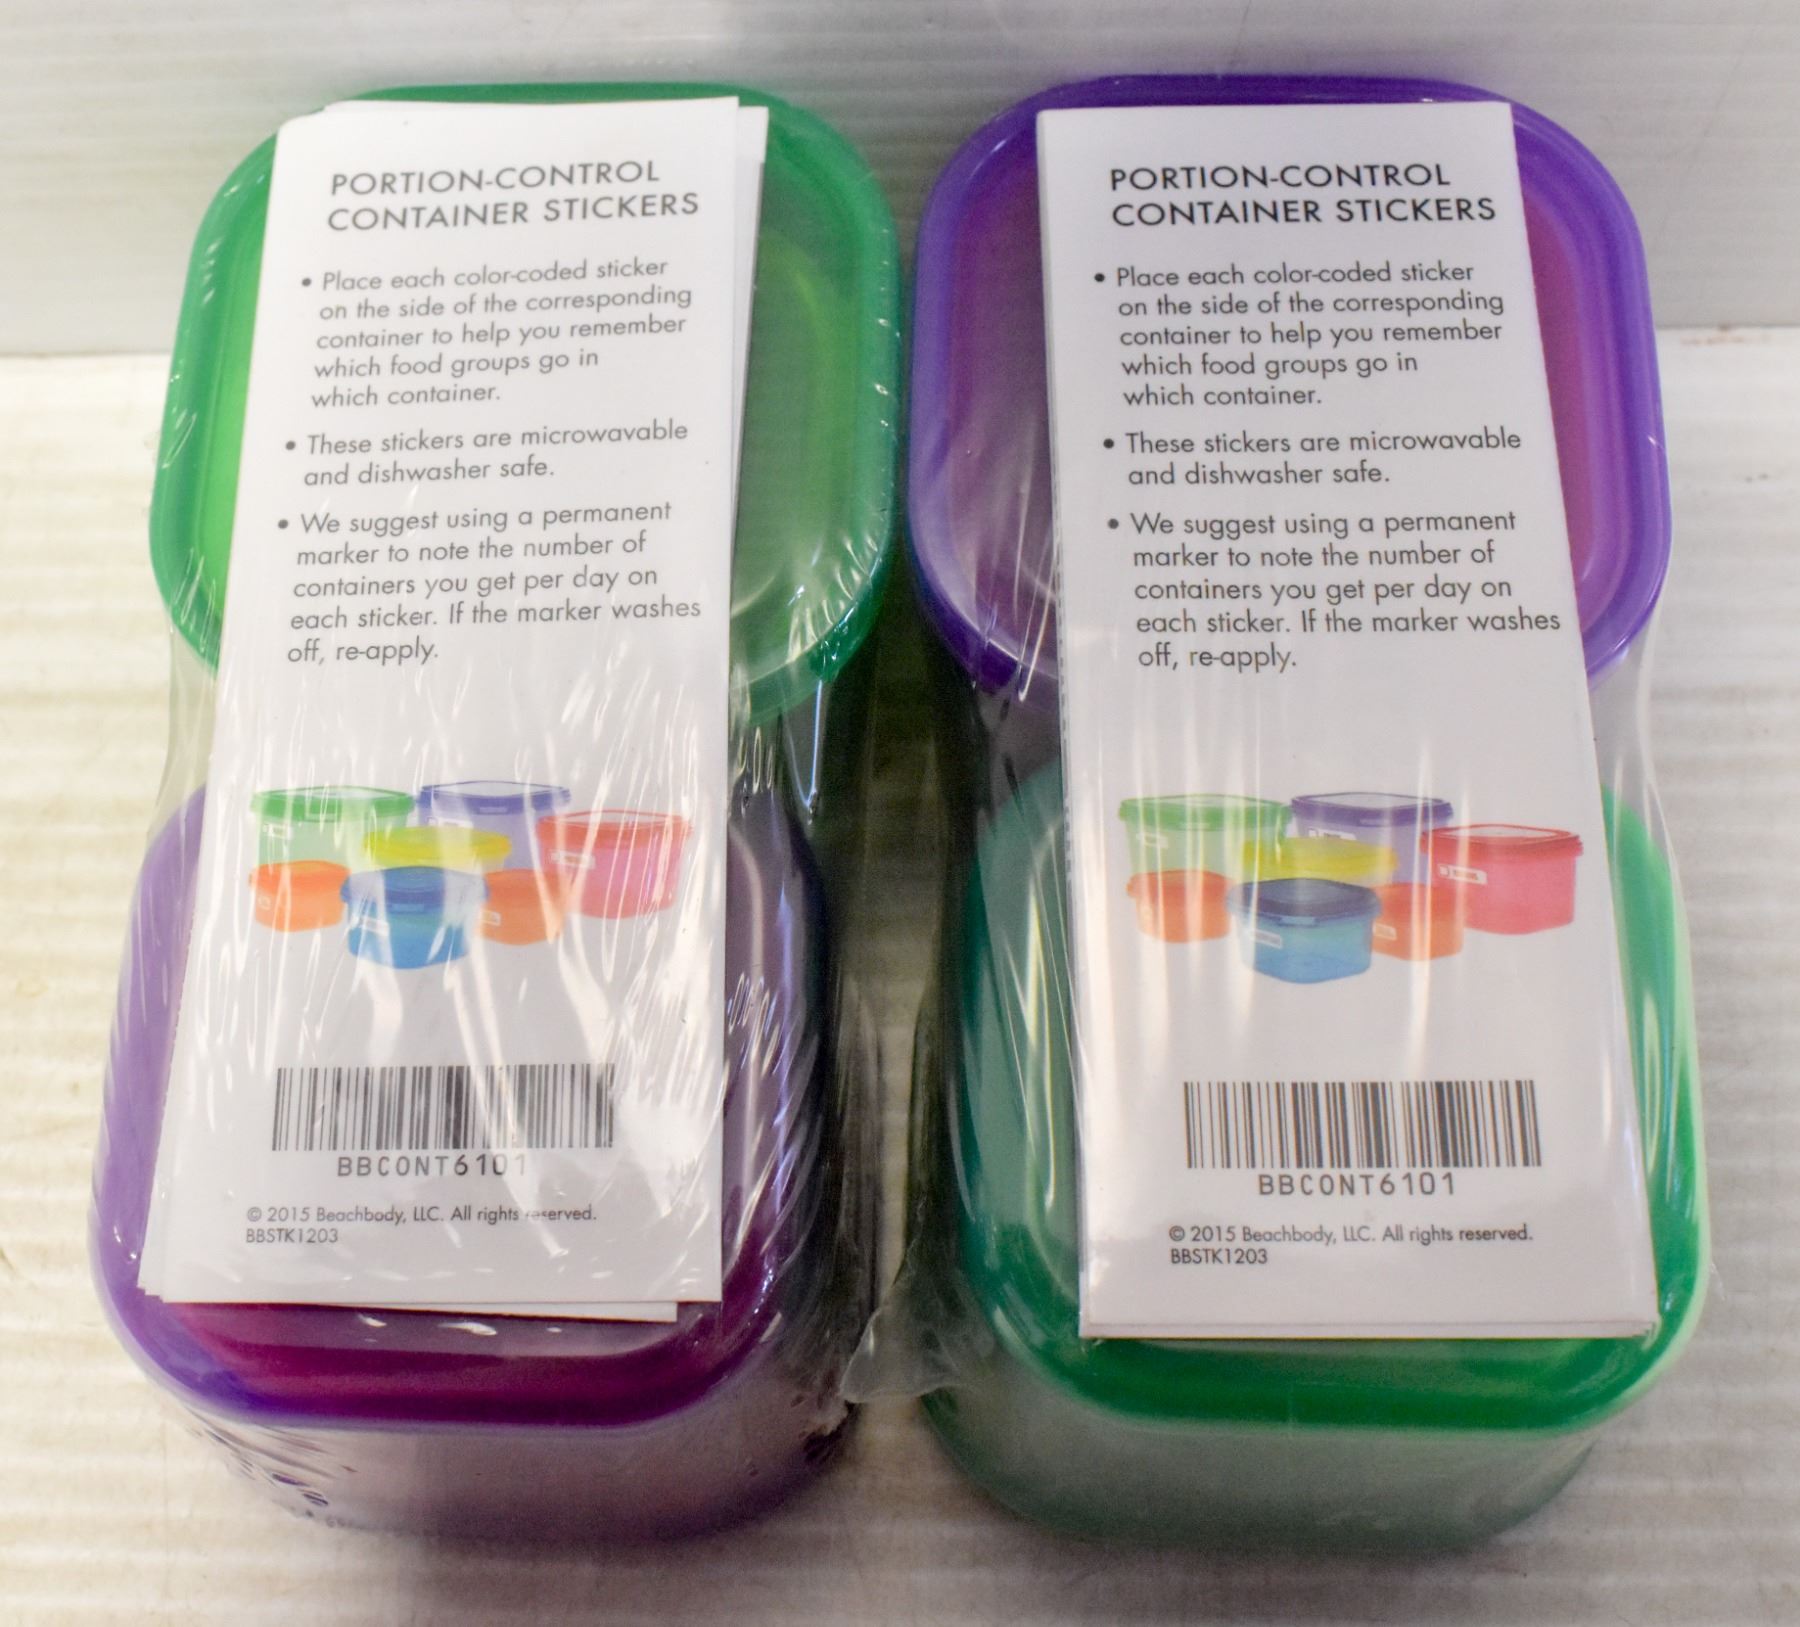 PORTION-CONTROL
CONTAINER STICKERS
• Place each color-coded sticker
on the side of the corresponding
container to help you remember
which food groups go in
which container.
• These stickers are microwavable
and dishwasher safe.
• We suggest using a permanent
marker to note the number of
containers you get per day on
each sticker. If the marker washes
off, re-apply.
BBCONT6101
© 2015 Beachbody, LLC. All rights reserved.
BBSTK1203
PORTION-CONTROL
CONTAINER STICKERS
• Place each color-coded sticker
on the side of the corresponding
container to help you remember
which food groups go in
which container.
• These stickers are microwavable
and dishwasher safe.
• We suggest using a permanent
marker to note the number of
containers you get per day on
each sticker. If the marker washes
off, re-apply.
BBCONT6101
© 2015 Beachbody, LLC. All rights reserved.
BBSTK1203